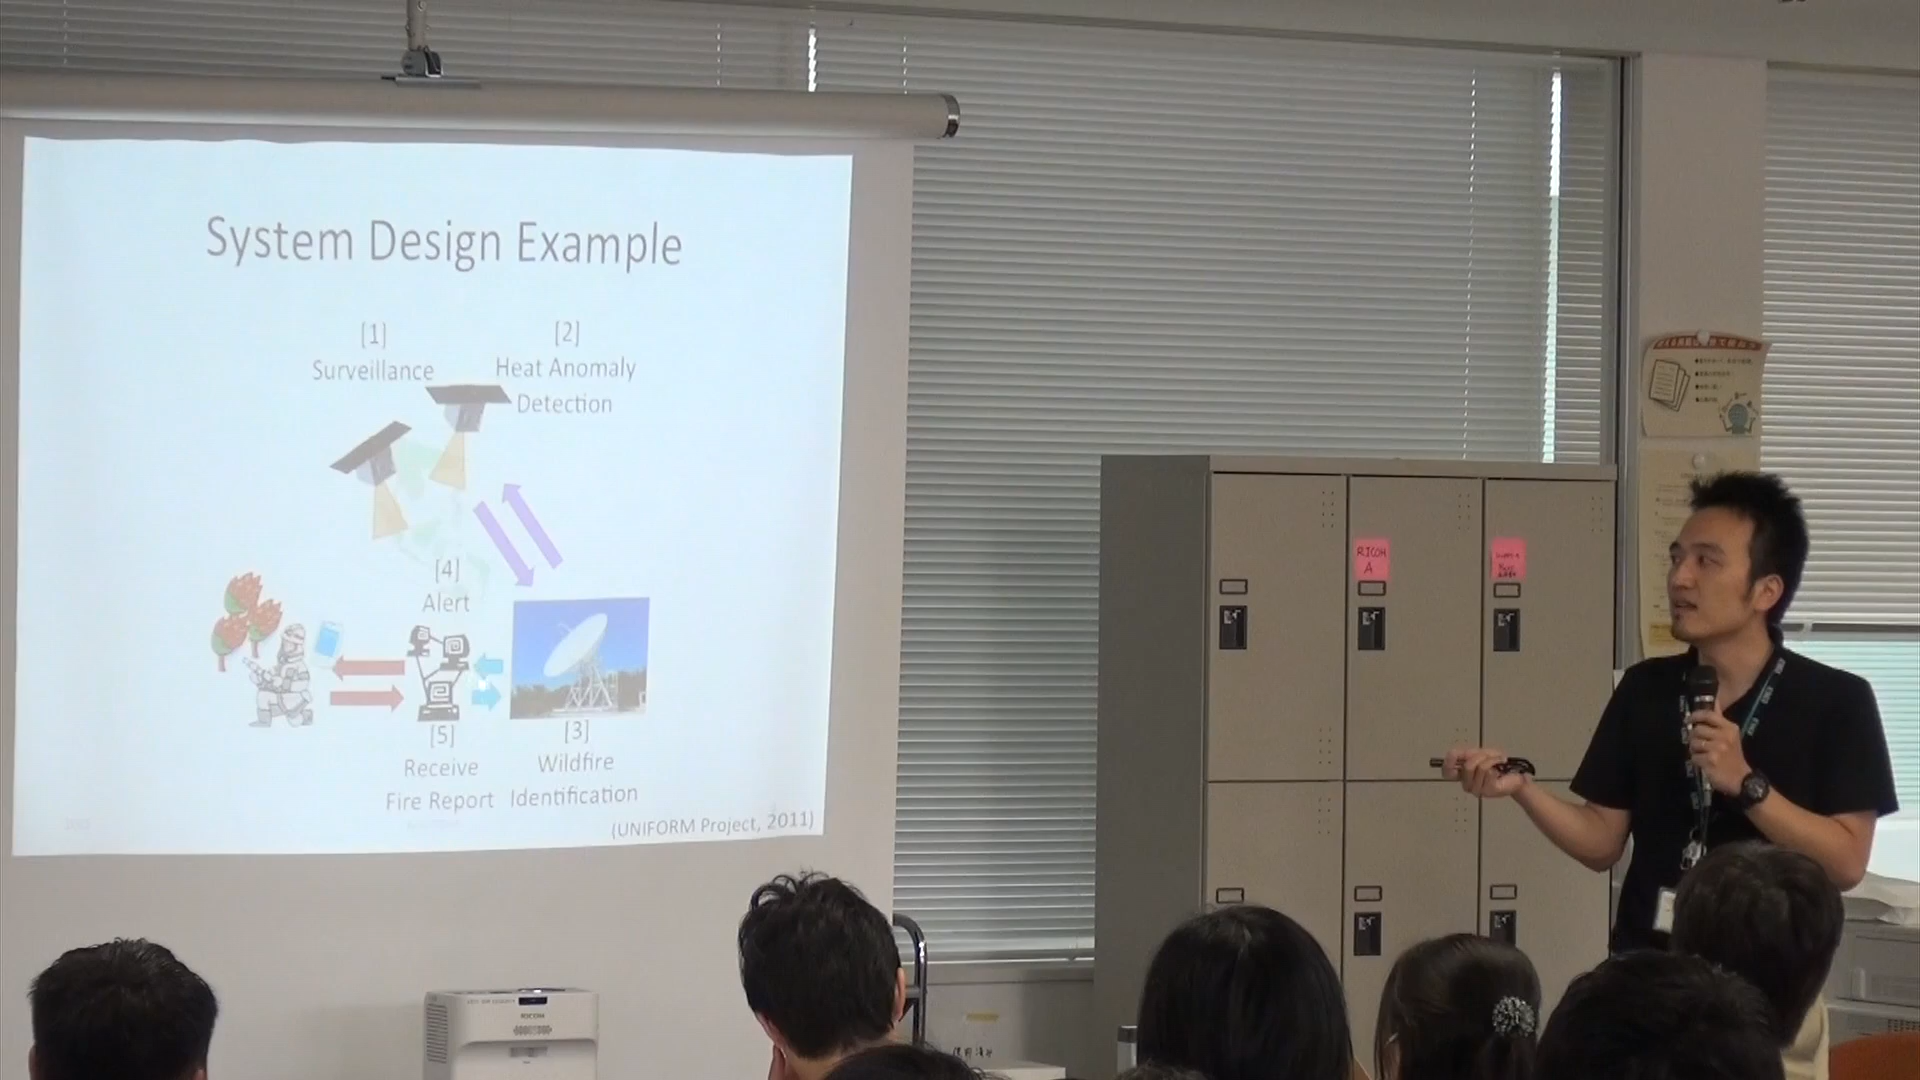 System Design Example
[1]
Surveillance
[2]
Heat Anomaly
Detection
[4]
Alert
[5]
Receive
Fire Report
[3]
Wildfire
Identification
(UNIFORM Project, 2011)
RICOH
A
RICOH